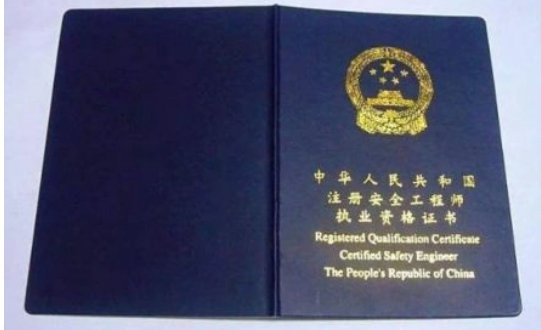 中华人民共和国
注册安全工程师
执业资格证书
Registered Qualification Certificate
Certified Safety Engineer
The People's Republic of China